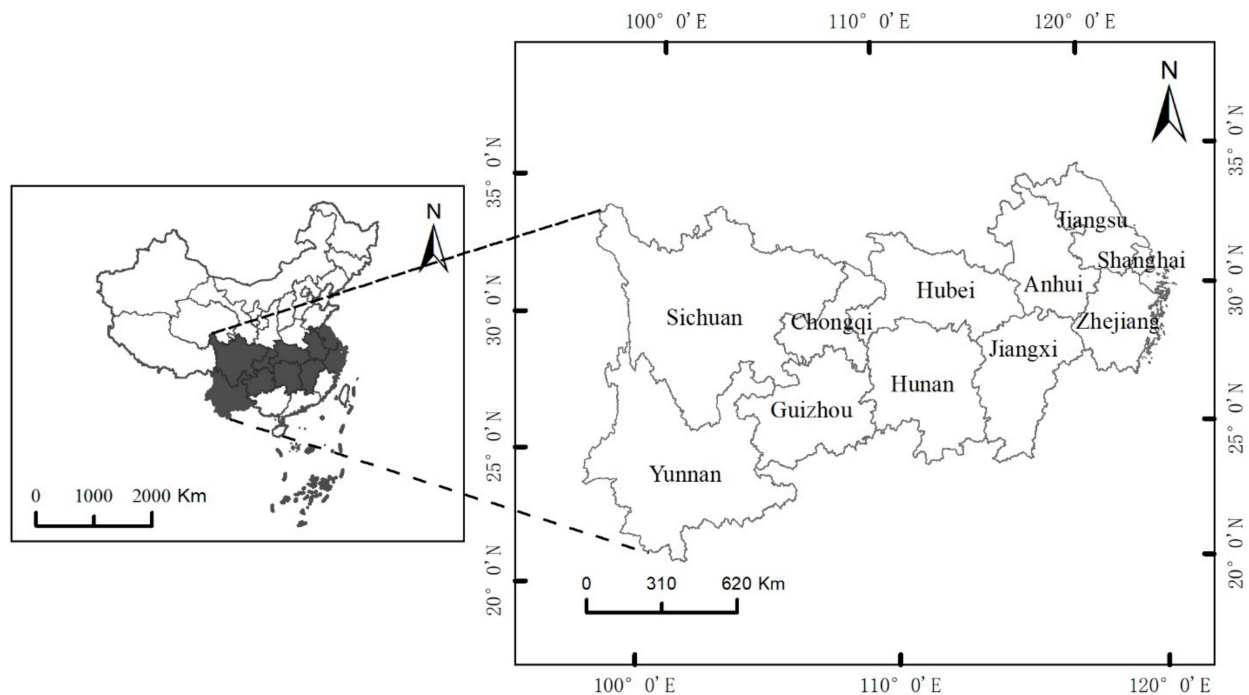 100° 0'E 110° 0'E 120° 0'E
N
35° 0'N
35° 0'N
N
Jiangsu
Shanghai
30° 0'N
30° 0'N
Hubei
Anhui
Sichuan
Chongqi
Zhejiang
Jiangxi
Hunan
Guizhou
25° 0'N
25° 0'N
Yunnan
0 1000 2000 Km
20° 0'N
20° 0'N
0 310 620 Km
100° 0'E 110° 0'E 120° 0'E